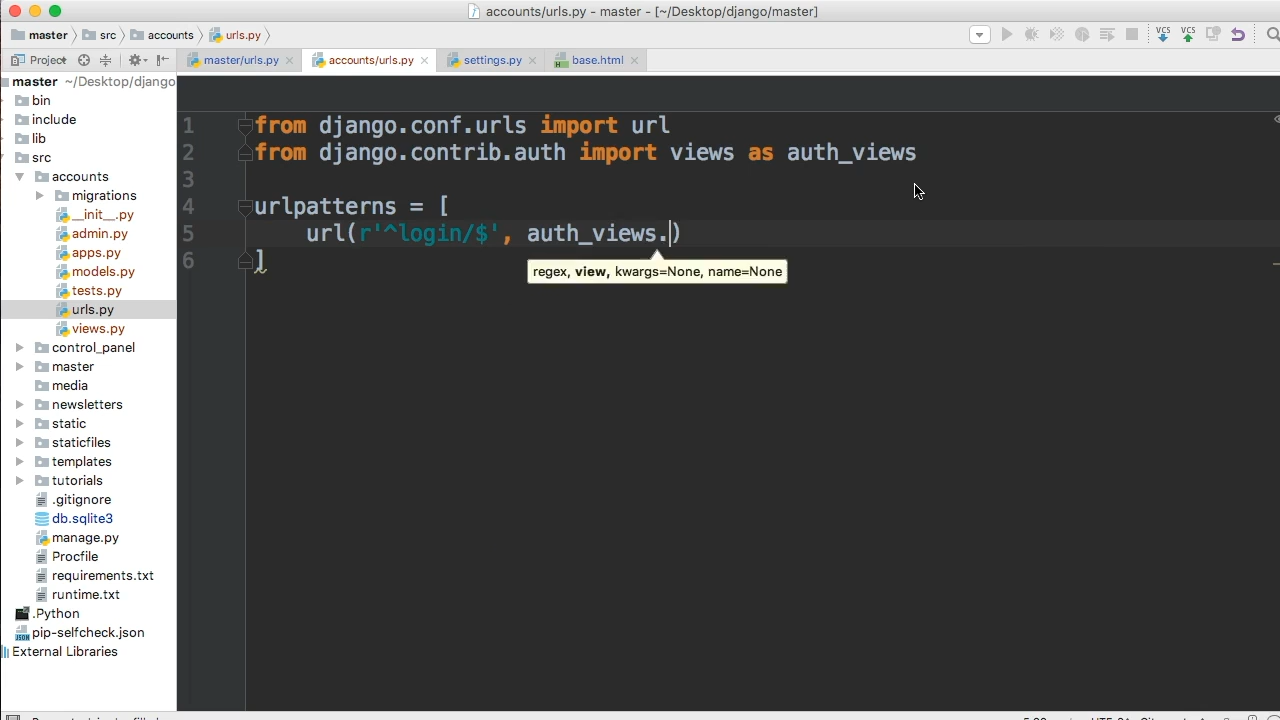 accounts/urls.py - master - [~/Desktop/django/master]
master src accounts urls.py
VCS VCS
Project master/urls.py accounts/urls.py settings.py base.html
master ~/Desktop/django
bin
include
lib
src
accounts
migrations
__init__.py
admin.py
apps.py
models.py
tests.py
urls.py
views.py
control_panel
master
media
newsletters
static
staticfiles
templates
tutorials
.gitignore
db.sqlite3
manage.py
Procfile
requirements.txt
runtime.txt
.Python
pip-selfcheck.json
External Libraries
1 from django.conf.urls import url
2 from django.contrib.auth import views as auth_views
3
4 urlpatterns = [
5 url(r'^login/$', auth_views.)
6 ]
regex, view, kwargs=None, name=None